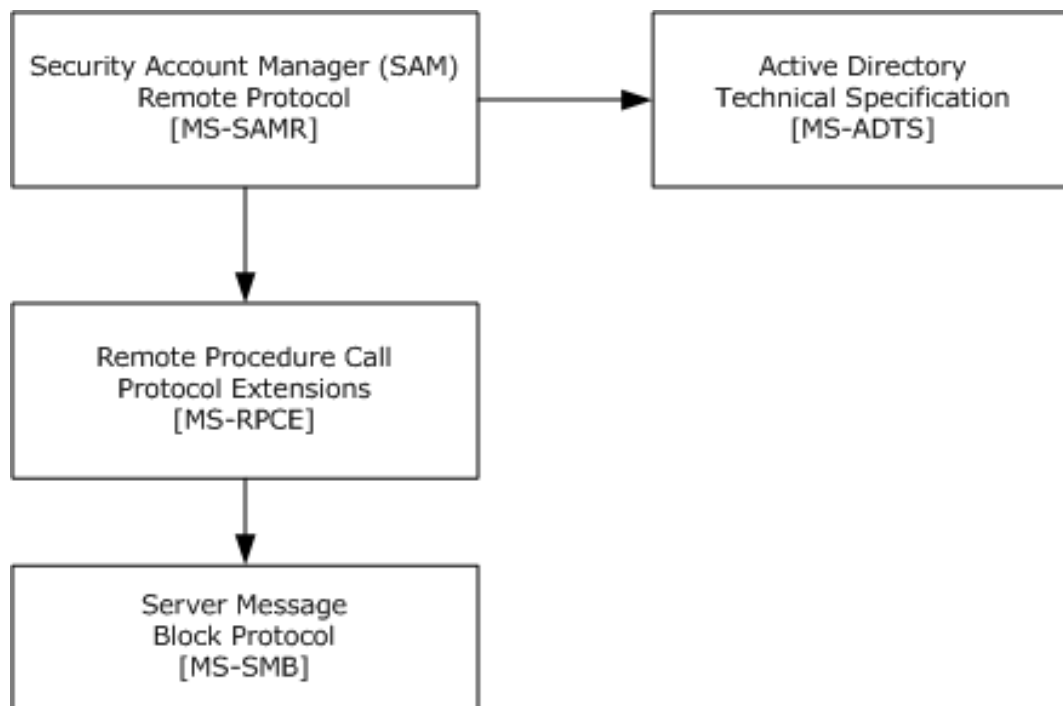 Security Account Manager (SAM)
Remote Protocol
[MS-SAMR]
Active Directory
Technical Specification
[MS-ADTS]
Remote Procedure Call
Protocol Extensions
[MS-RPCE]
Server Message
Block Protocol
[MS-SMB]